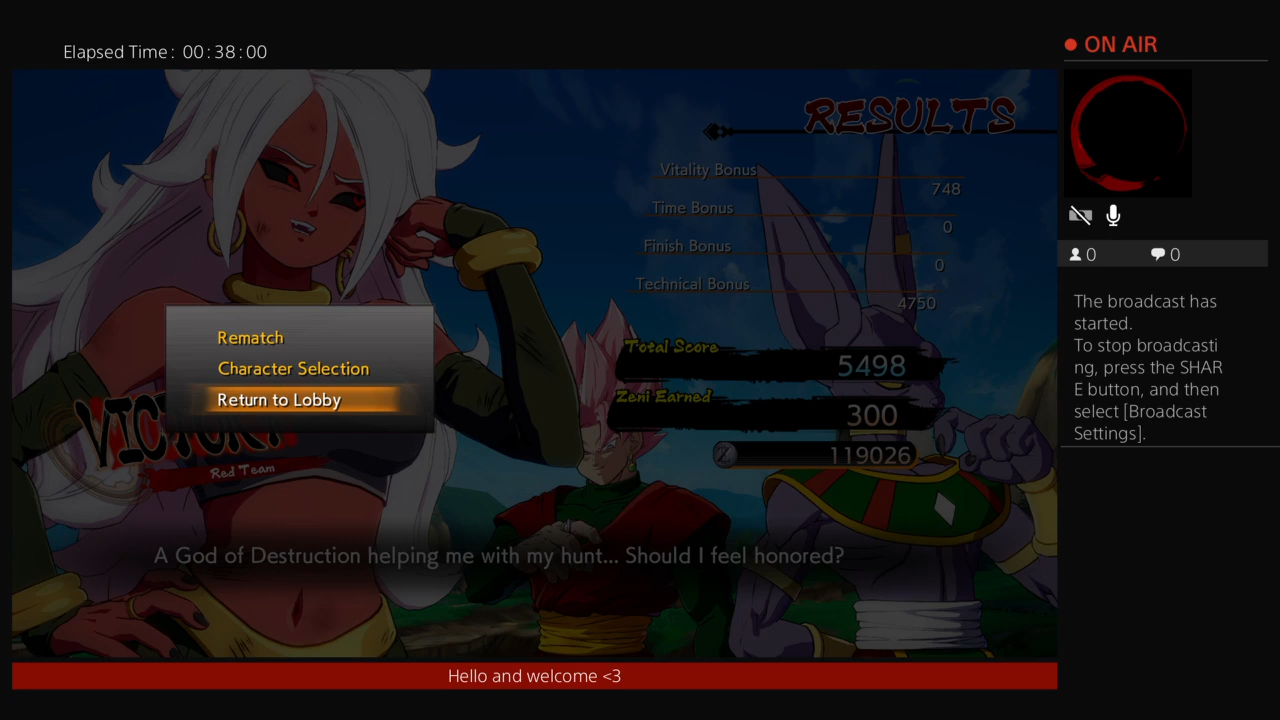 Elapsed Time: 00:38:00
ON AIR
RESULTS
Vitality Bonus
748
Time Bonus
0
Finish Bonus
0
Technical Bonus
4750
Total Score
5498
Zeni Earned
300
119026
Rematch
Character Selection
Return to Lobby
VICTORY!
Red Team
A God of Destruction helping me with my hunt... Should I feel honored?
Hello and welcome <3
0
0
The broadcast has
started.
To stop broadcasti
ng, press the SHAR
E button, and then
select [Broadcast
Settings].